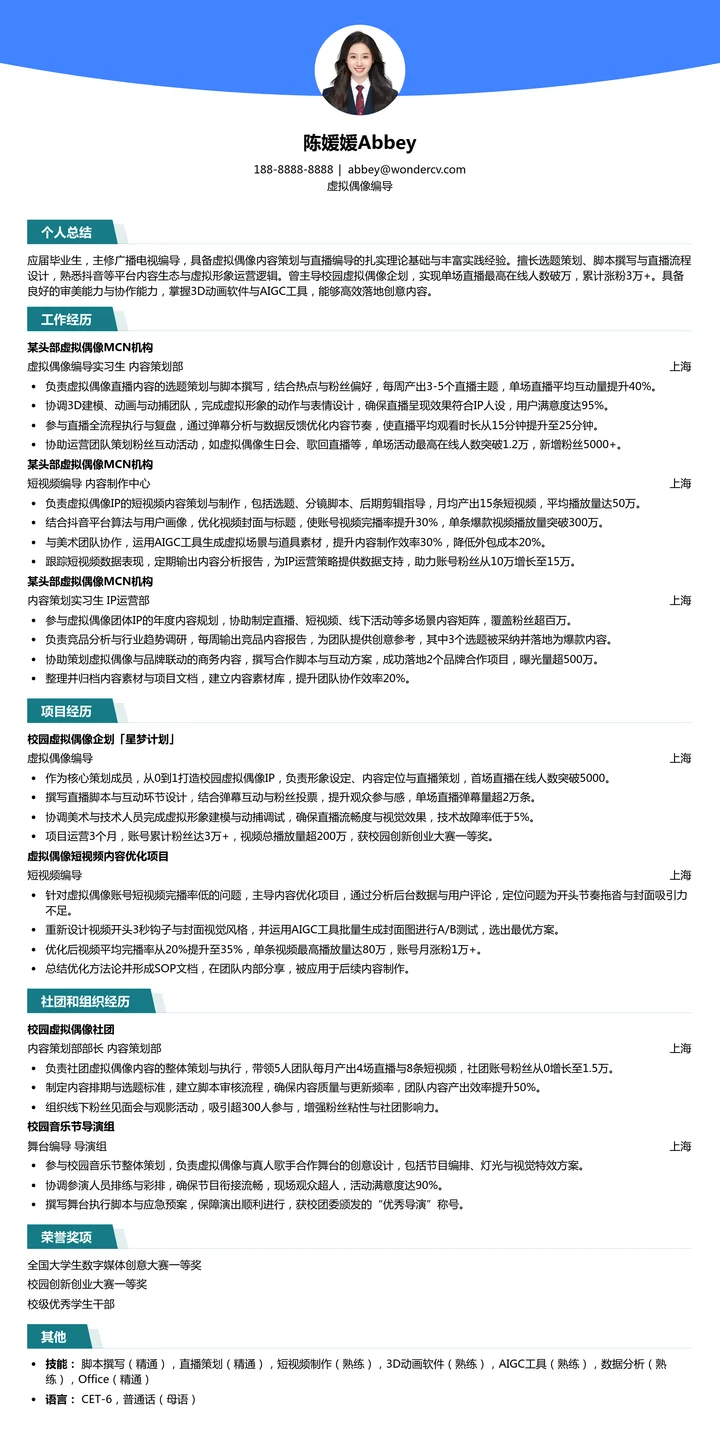 陈媛媛Abbey
188-8888-8888 | abbey@wondercv.com
虚拟偶像编导
个人总结
应届毕业生，主修广播电视编导，具备虚拟偶像内容策划与直播编导的扎实理论基础与丰富实践经验。擅长选题策划、脚本撰写与直播流程
设计，熟悉抖音等平台内容生态与虚拟形象运营逻辑。曾主导校园虚拟偶像企划，实现单场直播最高在线人数破万，累计涨粉3万+。具备
良好的审美能力与协作能力，掌握3D动画软件与AIGC工具，能够高效落地创意内容。
工作经历
某头部虚拟偶像MCN机构
虚拟偶像编导实习生 内容策划部 上海
• 负责虚拟偶像直播内容的选题策划与脚本撰写，结合热点与粉丝偏好，每周产出3-5个直播主题，单场直播平均互动量提升40%。
• 协调3D建模、动画与动捕团队，完成虚拟形象的动作与表情设计，确保直播呈现效果符合IP人设，用户满意度达95%。
• 参与直播全流程执行与复盘，通过弹幕分析与数据反馈优化内容节奏，使直播平均观看时长从15分钟提升至25分钟。
• 协助运营团队策划粉丝互动活动，如虚拟偶像生日会、歌回直播等，单场活动最高在线人数突破1.2万，新增粉丝5000+。
某头部虚拟偶像MCN机构
短视频编导 内容制作中心 上海
• 负责虚拟偶像IP的短视频内容策划与制作，包括选题、分镜脚本、后期剪辑指导，月均产出15条短视频，平均播放量达50万。
• 结合抖音平台算法与用户画像，优化视频封面与标题，使账号视频完播率提升30%，单条爆款视频播放量突破300万。
• 与美术团队协作，运用AIGC工具生成虚拟场景与道具素材，提升内容制作效率30%，降低外包成本20%。
• 跟踪短视频数据表现，定期输出内容分析报告，为IP运营策略提供数据支持，助力账号粉丝从10万增长至15万。
某头部虚拟偶像MCN机构
内容策划实习生 IP运营部 上海
• 参与虚拟偶像团体IP的年度内容规划，协助制定直播、短视频、线下活动等多场景内容矩阵，覆盖粉丝超百万。
• 负责竞品分析与行业趋势调研，每周输出竞品内容报告，为团队提供创意参考，其中3个选题被采纳并落地为爆款内容。
• 协助策划虚拟偶像与品牌联动的商务内容，撰写合作脚本与互动方案，成功落地2个品牌合作项目，曝光量超500万。
• 整理并归档内容素材与项目文档，建立内容素材库，提升团队协作效率20%。
项目经历
校园虚拟偶像企划「星梦计划」
虚拟偶像编导 上海
• 作为核心策划成员，从0到1打造校园虚拟偶像IP，负责形象设定、内容定位与直播策划，首场直播在线人数突破5000。
• 撰写直播脚本与互动环节设计，结合弹幕互动与粉丝投票，提升观众参与感，单场直播弹幕量超2万条。
• 协调美术与技术人员完成虚拟形象建模与动捕调试，确保直播流畅度与视觉效果，技术故障率低于5%。
• 项目运营3个月，账号累计粉丝达3万+，视频总播放量超200万，获校园创新创业大赛一等奖。
虚拟偶像短视频内容优化项目
短视频编导 上海
• 针对虚拟偶像账号短视频完播率低的问题，主导内容优化项目，通过分析后台数据与用户评论，定位问题为开头节奏拖沓与封面吸引力
不足。
• 重新设计视频开头3秒钩子与封面视觉风格，并运用AIGC工具批量生成封面图进行A/B测试，选出最优方案。
• 优化后视频平均完播率从20%提升至35%，单条视频最高播放量达80万，账号月涨粉1万+。
• 总结优化方法论并形成SOP文档，在团队内部分享，被应用于后续内容制作。
社团和组织经历
校园虚拟偶像社团
内容策划部部长 内容策划部 上海
• 负责社团虚拟偶像内容的整体策划与执行，带领5人团队每月产出4场直播与8条短视频，社团账号粉丝从0增长至1.5万。
• 制定内容排期与选题标准，建立脚本审核流程，确保内容质量与更新频率，团队内容产出效率提升50%。
• 组织线下粉丝见面会与观影活动，吸引超300人参与，增强粉丝粘性与社团影响力。
校园音乐节导演组
舞台编导 导演组 上海
• 参与校园音乐节整体策划，负责虚拟偶像与真人歌手合作舞台的创意设计，包括节目编排、灯光与视觉特效方案。
• 协调参演人员排练与彩排，确保节目衔接流畅，现场观众超人，活动满意度达90%。
• 撰写舞台执行脚本与应急预案，保障演出顺利进行，获校团委颁发的“优秀导演”称号。
荣誉奖项
全国大学生数字媒体创意大赛一等奖
校园创新创业大赛一等奖
校级优秀学生干部
其他
• 技能： 脚本撰写（精通），直播策划（精通），短视频制作（熟练），3D动画软件（熟练），AIGC工具（熟练），数据分析（熟
练），Office（精通）
• 语言： CET-6，普通话（母语）